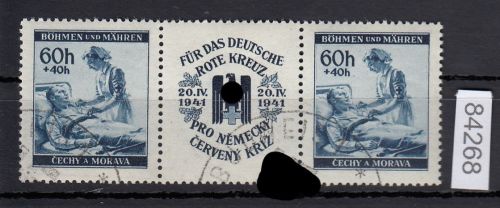 BÖHMEN UND MÄHREN
60h
+40h
ČECHY A MORAVA
FÜR DAS DEUTSCHE
ROTE KREUZ
20.IV. 20.IV.
1941 1941
PRO NĚMECKÝ
ČERVENÝ KŘÍŽ
BÖHMEN UND MÄHREN
60h
+40h
ČECHY A MORAVA
84268